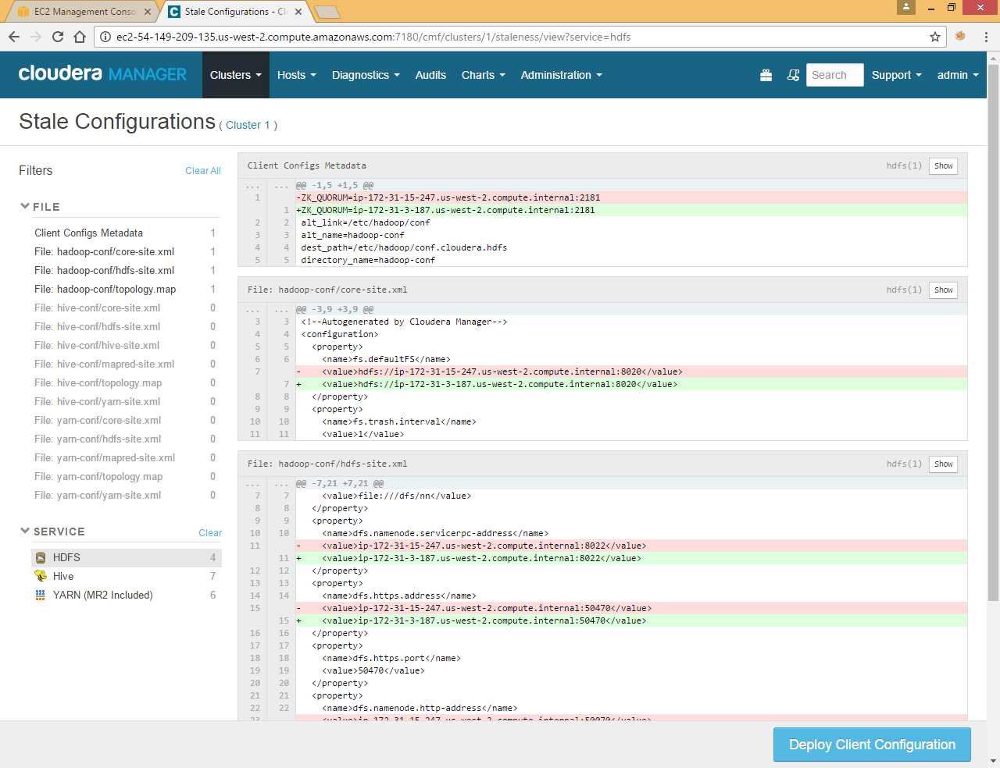 EC2 Management Conso
Stale Configurations - Clo
ec2-54-149-209-135.us-west-2.compute.amazonaws.com:7180/cmf/clusters/1/staleness/view?service=hdfs
cloudera MANAGER Clusters Hosts Diagnostics Audits Charts Administration Search Support admin
Stale Configurations ( Cluster 1 )
Filters Clear All
FILE
Client Configs Metadata 1
File: hadoop-conf/core-site.xml 1
File: hadoop-conf/hdfs-site.xml 1
File: hadoop-conf/topology.map 1
File: hive-conf/core-site.xml 0
File: hive-conf/hdfs-site.xml 0
File: hive-conf/hive-site.xml 0
File: hive-conf/mapred-site.xml 0
File: hive-conf/topology.map 0
File: hive-conf/yarn-site.xml 0
File: yarn-conf/core-site.xml 0
File: yarn-conf/hdfs-site.xml 0
File: yarn-conf/mapred-site.xml 0
File: yarn-conf/topology.map 0
File: yarn-conf/yarn-site.xml 0
SERVICE Clear
HDFS 4
Hive 7
YARN (MR2 Included) 6
Client Configs Metadata hdfs(1) Show
... ... @@ -1,5 +1,5 @@
1 -ZK_QUORUM=ip-172-31-15-247.us-west-2.compute.internal:2181
1 +ZK_QUORUM=ip-172-31-3-187.us-west-2.compute.internal:2181
2 2 alt_link=/etc/hadoop/conf
3 3 alt_name=hadoop-conf
4 4 dest_path=/etc/hadoop/conf.cloudera.hdfs
5 5 directory_name=hadoop-conf
File: hadoop-conf/core-site.xml hdfs(1) Show
... ... @@ -3,9 +3,9 @@
3 3 <!--Autogenerated by Cloudera Manager-->
4 4 <configuration>
5 5 <property>
6 6 <name>fs.defaultFS</name>
7 - <value>hdfs://ip-172-31-15-247.us-west-2.compute.internal:8020</value>
7 + <value>hdfs://ip-172-31-3-187.us-west-2.compute.internal:8020</value>
8 8 </property>
9 9 <property>
10 10 <name>fs.trash.interval</name>
11 11 <value>1</value>
File: hadoop-conf/hdfs-site.xml hdfs(1) Show
... ... @@ -7,21 +7,21 @@
7 7 <value>file:///dfs/nn</value>
8 8 </property>
9 9 <property>
10 10 <name>dfs.namenode.servicerpc-address</name>
11 - <value>ip-172-31-15-247.us-west-2.compute.internal:8022</value>
11 + <value>ip-172-31-3-187.us-west-2.compute.internal:8022</value>
12 12 </property>
13 13 <property>
14 14 <name>dfs.https.address</name>
15 - <value>ip-172-31-15-247.us-west-2.compute.internal:50470</value>
15 + <value>ip-172-31-3-187.us-west-2.compute.internal:50470</value>
16 16 </property>
17 17 <property>
18 18 <name>dfs.https.port</name>
19 19 <value>50470</value>
20 20 </property>
21 21 <property>
22 22 <name>dfs.namenode.http-address</name>
23 - <value>ip-172-31-15-247.us-west-2.compute.internal:50070</value>
Deploy Client Configuration